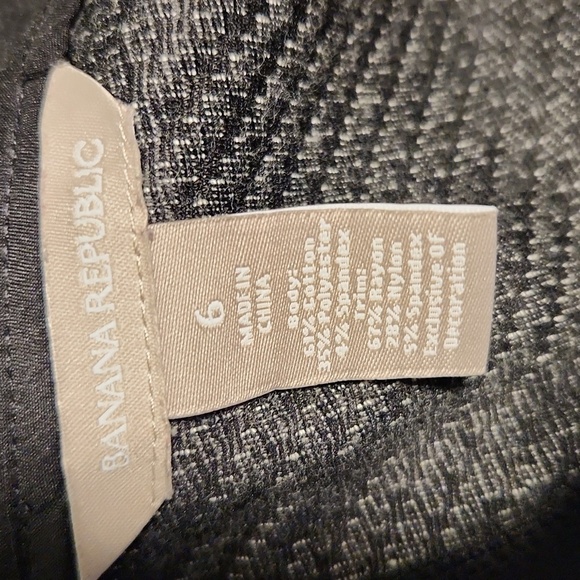 BANANA REPUBLIC
6
MADE IN
CHINA
Body:
61% Cotton
35% Polyester
4% Spandex
Trim:
67% Rayon
28% Nylon
5% Spandex
Exclusive Of
Decoration